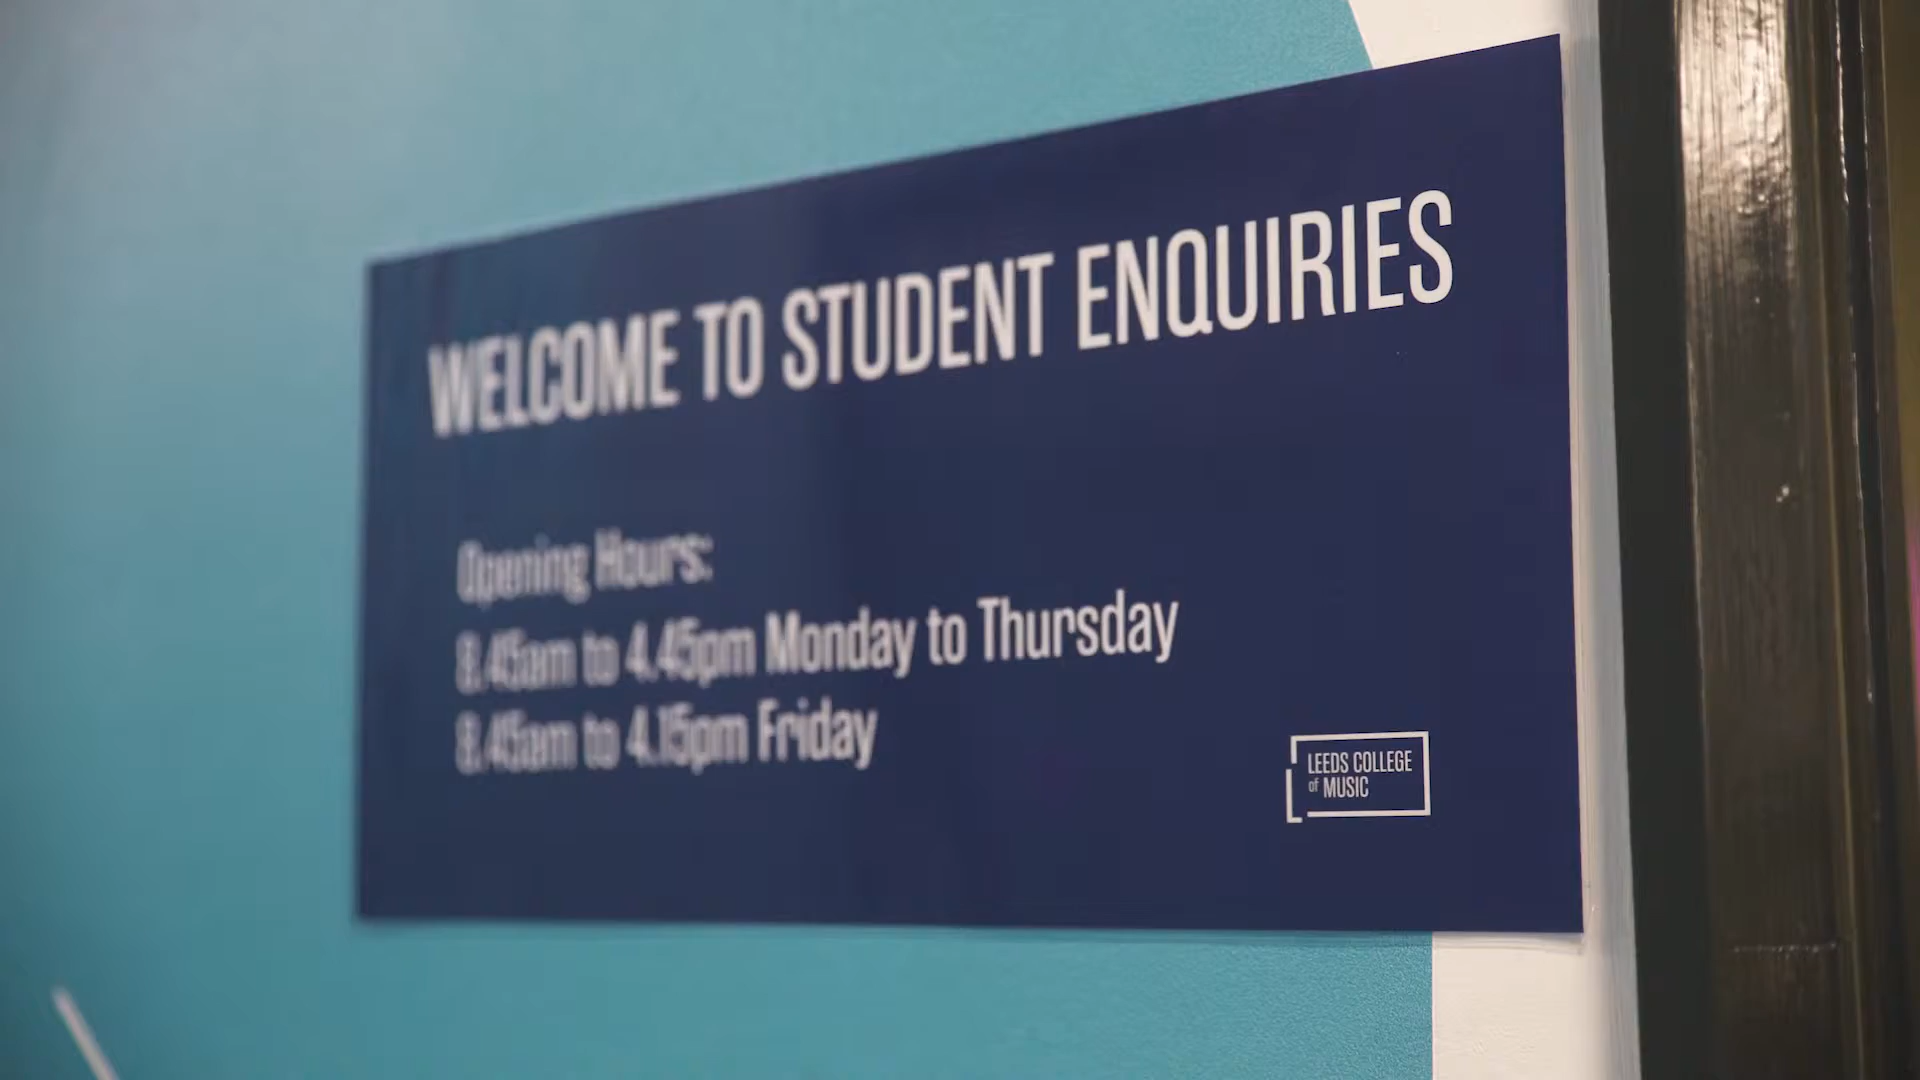 WELCOME TO STUDENT ENQUIRIES
Opening Hours:
8.45am to 4.45pm Monday to Thursday
8.45am to 4.15pm Friday
LEEDS COLLEGE
of MUSIC